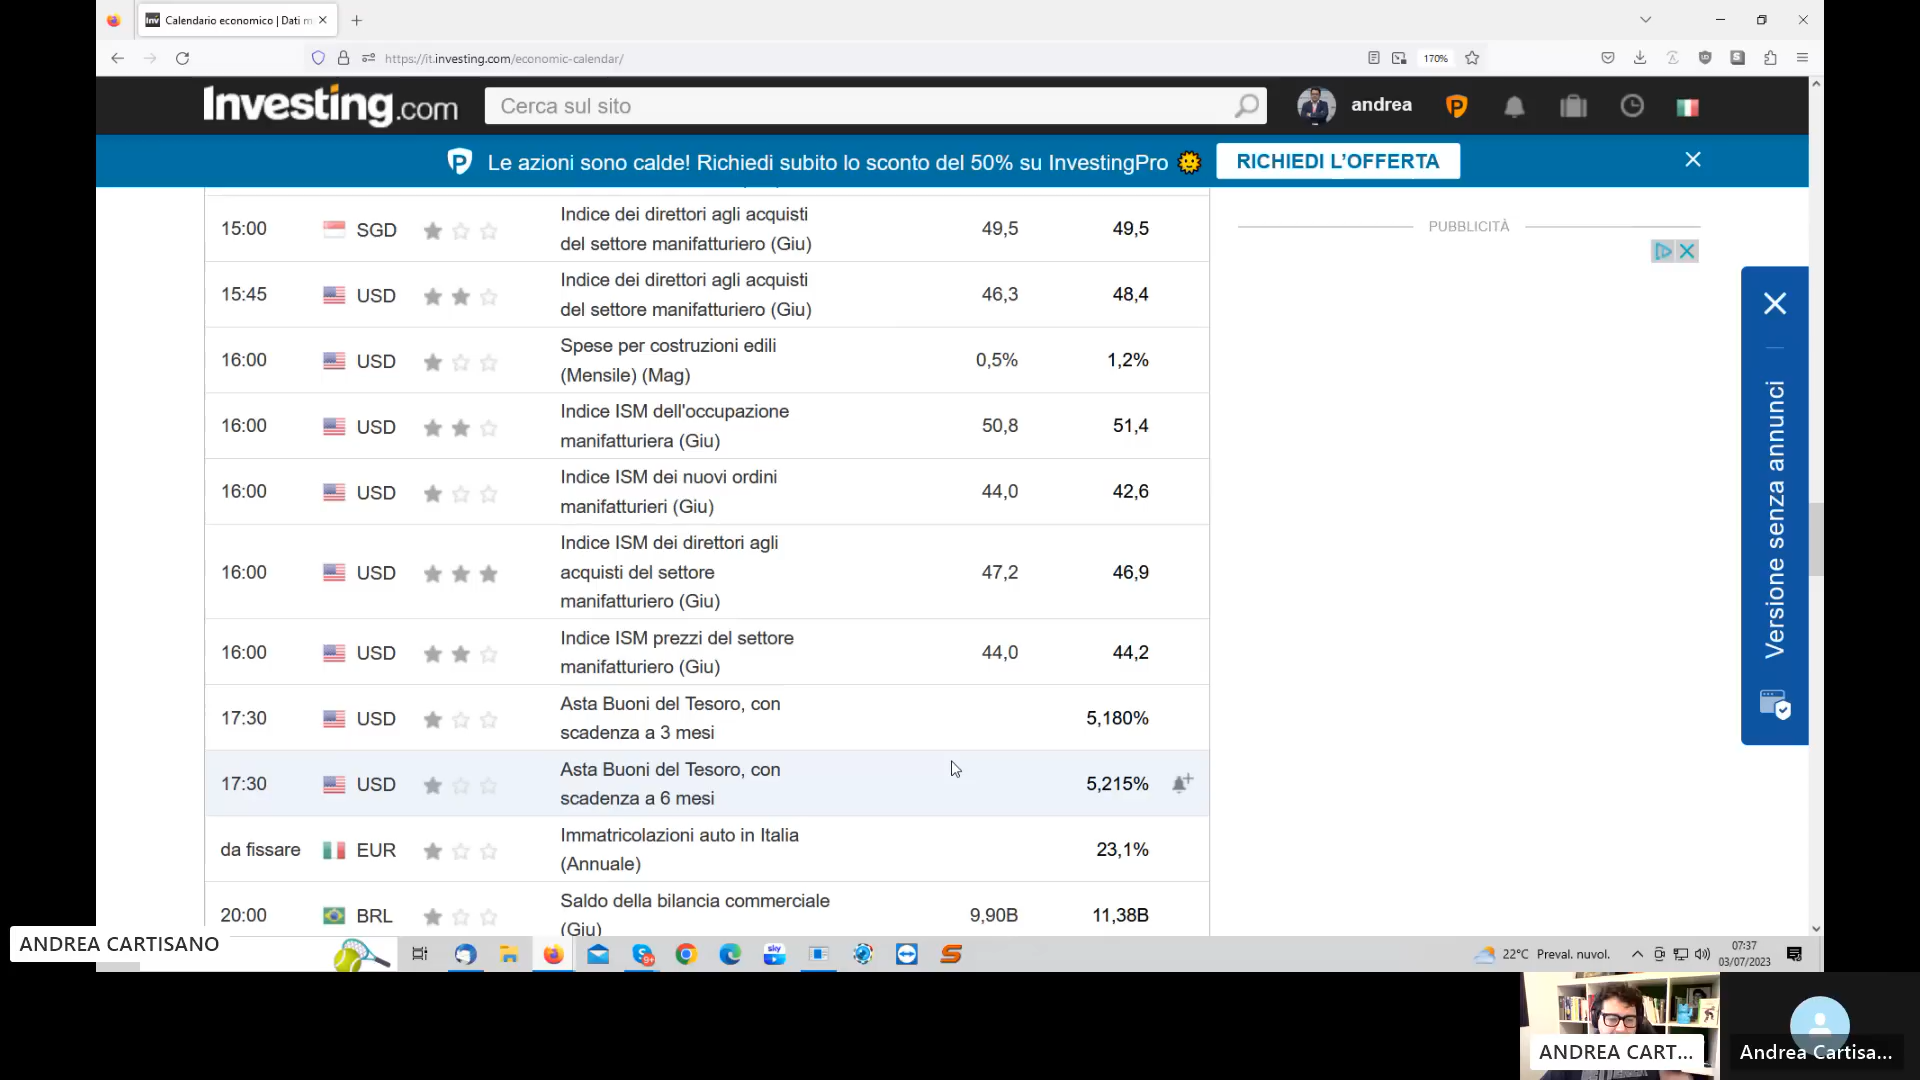 Calendario economico | Dati m
https://it.investing.com/economic-calendar/
170%
Investing.com
Cerca sul sito
andrea
Le azioni sono calde! Richiedi subito lo sconto del 50% su InvestingPro
RICHIEDI L'OFFERTA
15:00 SGD Indice dei direttori agli acquisti 49,5 49,5
del settore manifatturiero (Giu)
15:45 USD Indice dei direttori agli acquisti 46,3 48,4
del settore manifatturiero (Giu)
16:00 USD Spese per costruzioni edili 0,5% 1,2%
(Mensile) (Mag)
16:00 USD Indice ISM dell'occupazione 50,8 51,4
manifatturiera (Giu)
16:00 USD Indice ISM dei nuovi ordini 44,0 42,6
manifatturieri (Giu)
Indice ISM dei direttori agli
16:00 USD acquisti del settore 47,2 46,9
manifatturiero (Giu)
16:00 USD Indice ISM prezzi del settore 44,0 44,2
manifatturiero (Giu)
17:30 USD Asta Buoni del Tesoro, con 5,180%
scadenza a 3 mesi
17:30 USD Asta Buoni del Tesoro, con 5,215%
scadenza a 6 mesi
da fissare EUR Immatricolazioni auto in Italia 23,1%
(Annuale)
20:00 BRL Saldo della bilancia commerciale 9,90B 11,38B
(Giu)
PUBBLICITÀ
Versione senza annunci
ANDREA CARTISANO
sky
22°C Preval. nuvol.
07:37
03/07/2023
ANDREA CART...
Andrea Cartisa...